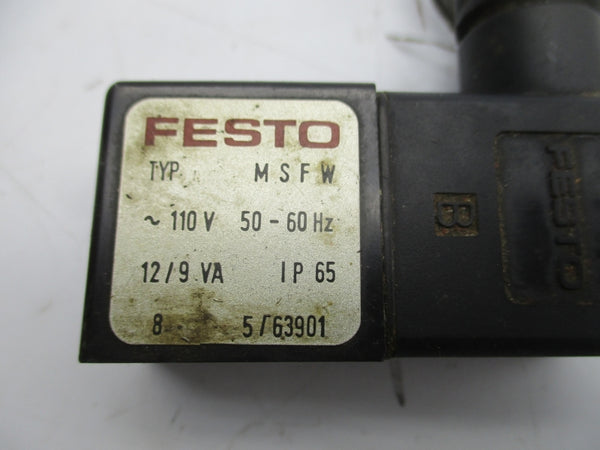 FESTO
TYP MSFW
~ 110 V 50-60 Hz
12/9 VA IP 65
8 5/63901
B
FESTO